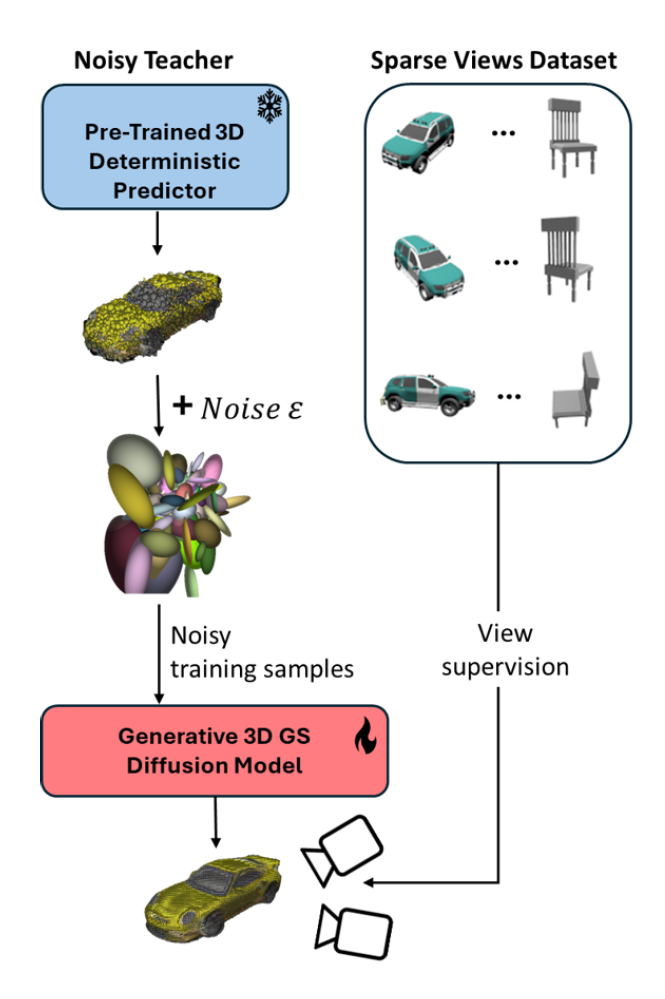 Noisy Teacher
Pre-Trained 3D
Deterministic
Predictor
+ Noise ε
Noisy
training samples
Generative 3D GS
Diffusion Model
Sparse Views Dataset
...
...
...
View
supervision